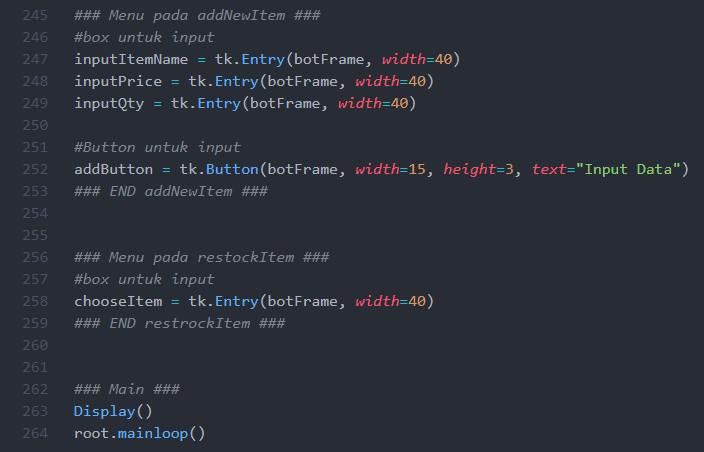 245 ### Menu pada addNewItem ###
246 #box untuk input
247 inputItemName = tk.Entry(botFrame, width=40)
248 inputPrice = tk.Entry(botFrame, width=40)
249 inputQty = tk.Entry(botFrame, width=40)
250
251 #Button untuk input
252 addButton = tk.Button(botFrame, width=15, height=3, text="Input Data")
253 ### END addNewItem ###
254
255
256 ### Menu pada restockItem ###
257 #box untuk input
258 chooseItem = tk.Entry(botFrame, width=40)
259 ### END restrockItem ###
260
261
262 ### Main ###
263 Display()
264 root.mainloop()